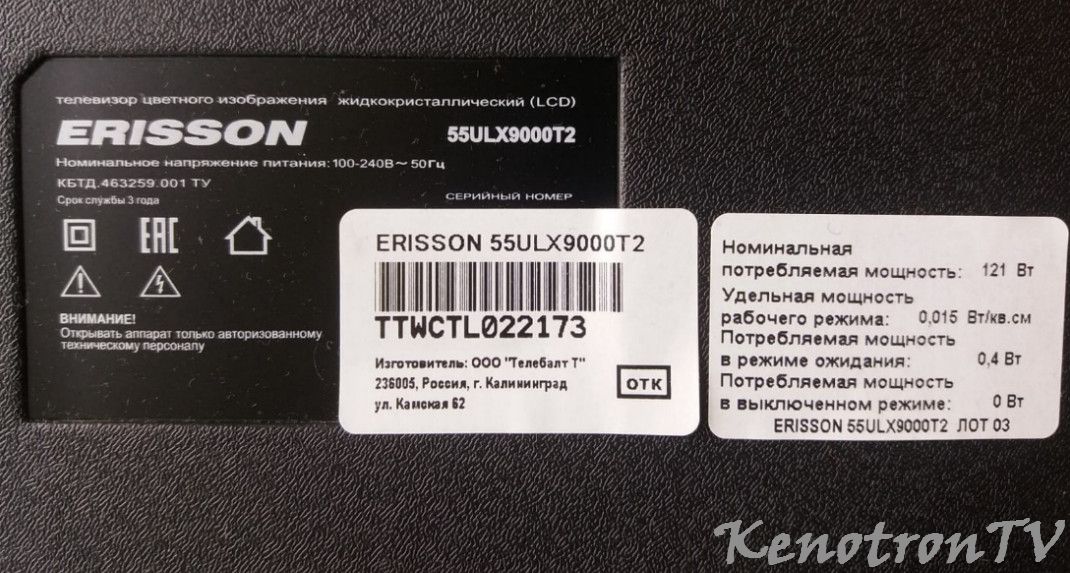 телевизор цветного изображения жидкокристаллический (LCD)
ERISSON 55ULX9000T2
Номинальное напряжение питания: 100-240В~ 50Гц
КБТД.463259.001 ТУ
Срок службы 3 года
СЕРИЙНЫЙ НОМЕР
EAC
ВНИМАНИЕ!
Открывать аппарат только авторизованному
техническому персоналу
ERISSON 55ULX9000T2
TTWCTL022173
Изготовитель: ООО "Телебалт Т"
236005, Россия, г. Калининград
ул. Камская 62
ОТК
Номинальная
потребляемая мощность: 121 Вт
Удельная мощность
рабочего режима: 0,015 Вт/кв.см
Потребляемая мощность
в режиме ожидания: 0,4 Вт
Потребляемая мощность
в выключенном режиме: 0 Вт
ERISSON 55ULX9000T2 ЛОТ 03
KenotronTV